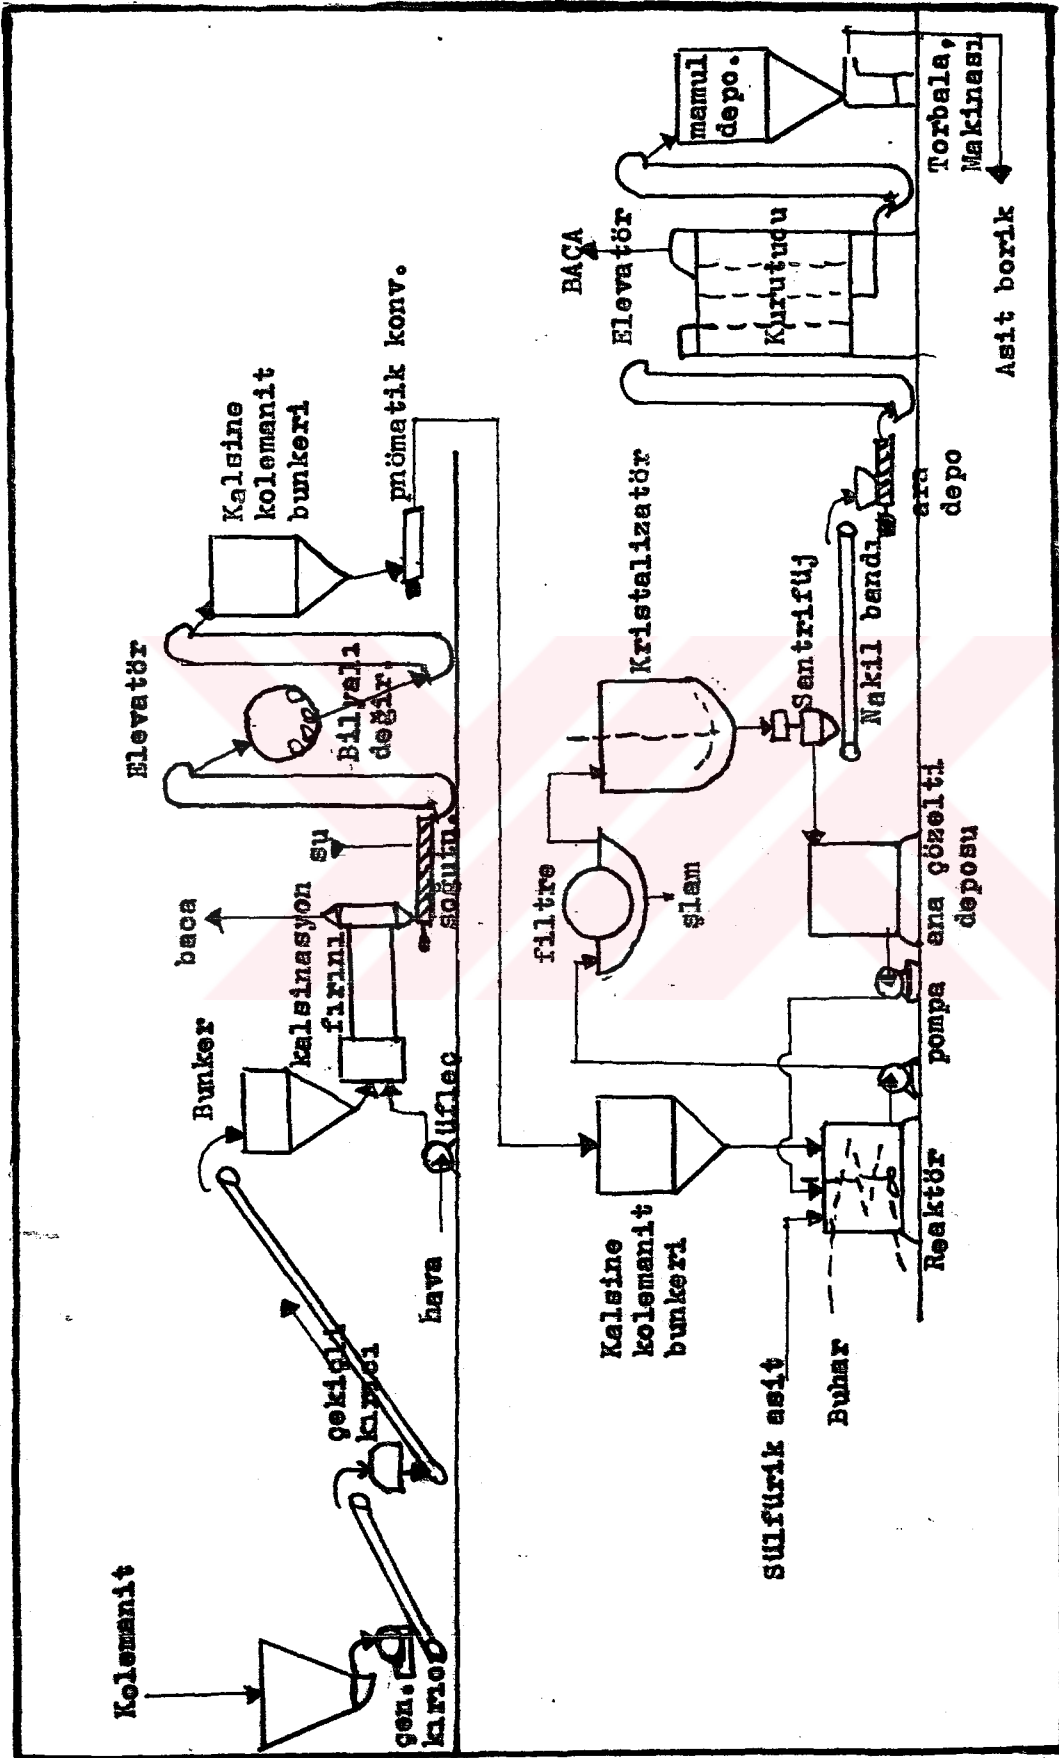 Kolemanit
çen.
kırıcı
çekiçli
kırıcı
Bunker
hava
üfleç
kalsinasyon
fırını
baca
su
soğutu.
Elevatör
Bilyalı
değir.
Kalsine
kolemanit
bunkeri
pnömatik konv.
Sülfürik asit
Buhar
Kalsine
kolemanit
bunkeri
Reaktör
pompa
filtre
şlam
ana çözelti
deposu
Kristalizatör
Santrifüj
Nakil bandı
ara
depo
Elevatör
BACA
Kurutucu
mamul
depo.
Torbala,
Makinası
Asit borik